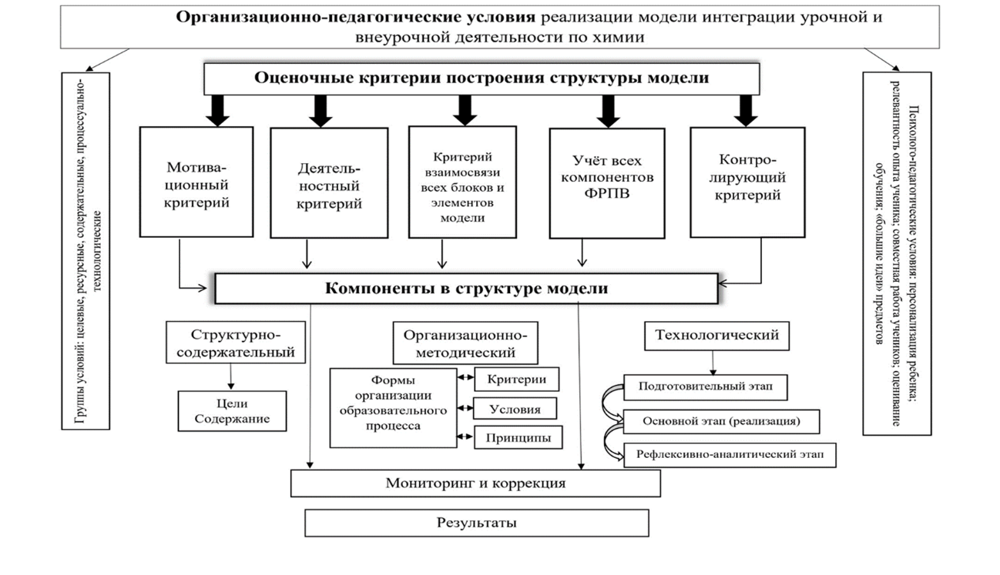 Организационно-педагогические условия реализации модели интеграции урочной и
внеурочной деятельности по химии
Группы условий: целевые, ресурсные, содержательные, процессуально-
технологические
Оценочные критерии построения структуры модели
Мотива-
ционный
критерий
Деятель-
ностный
критерий
Критерий
взаимосвязи
всех блоков и
элементов
модели
Учёт всех
компонентов
ФРПВ
Контро-
лирующий
критерий
Психолого-педагогические условия: персонализация ребенка;
релевантность опыта ученика; совместная работа учеников; оценивание
обучения; «большие идеи» предметов
Компоненты в структуре модели
Структурно-
содержательный
Цели
Содержание
Организационно-
методический
Формы
организации
образовательного
процесса
Критерии
Условия
Принципы
Технологический
Подготовительный этап
Основной этап (реализация)
Рефлексивно-аналитический этап
Мониторинг и коррекция
Результаты